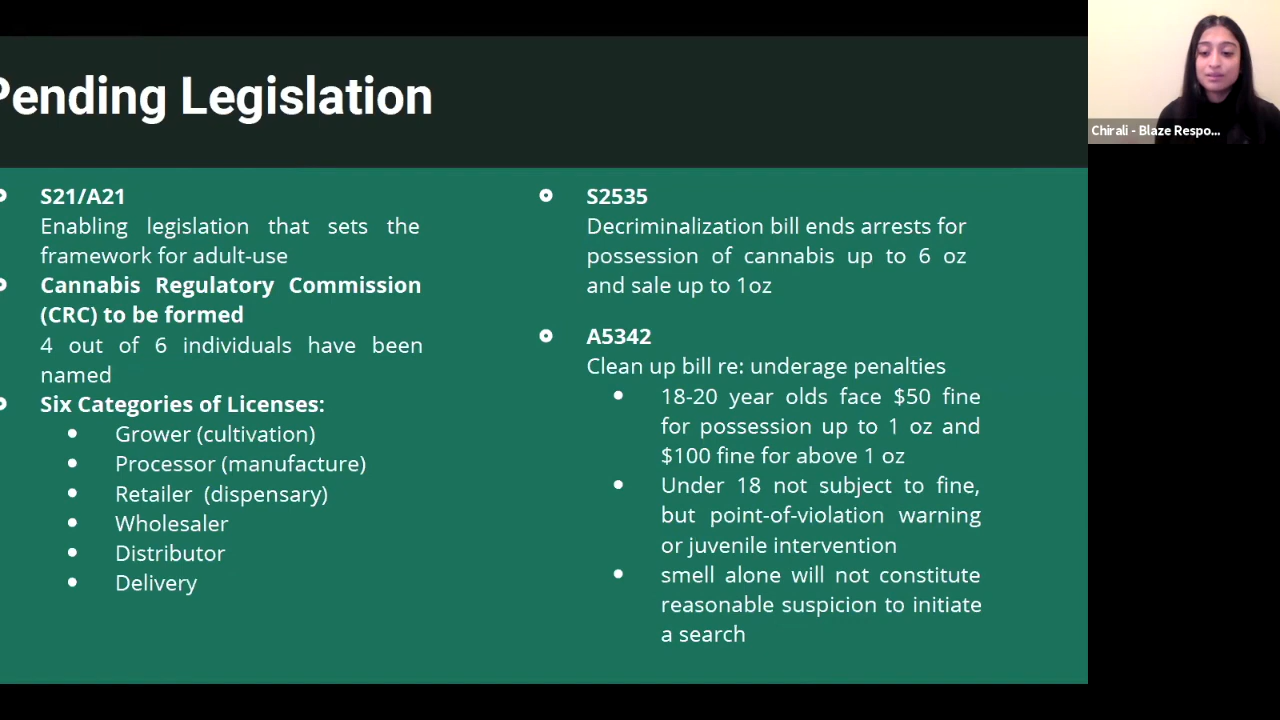 Pending Legislation
S21/A21
Enabling legislation that sets the
framework for adult-use
Cannabis Regulatory Commission
(CRC) to be formed
4 out of 6 individuals have been
named
Six Categories of Licenses:
Grower (cultivation)
Processor (manufacture)
Retailer (dispensary)
Wholesaler
Distributor
Delivery
S2535
Decriminalization bill ends arrests for
possession of cannabis up to 6 oz
and sale up to 1oz
A5342
Clean up bill re: underage penalties
18-20 year olds face $50 fine
for possession up to 1 oz and
$100 fine for above 1 oz
Under 18 not subject to fine,
but point-of-violation warning
or juvenile intervention
smell alone will not constitute
reasonable suspicion to initiate
a search
Chirali - Blaze Respo...